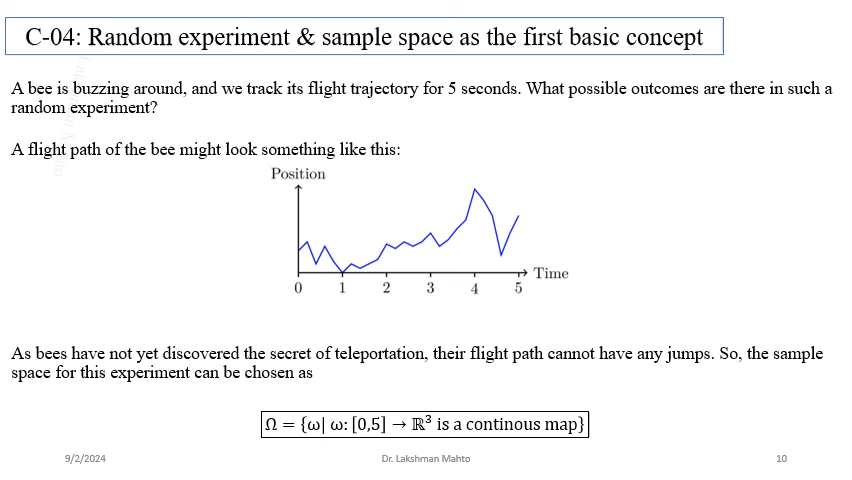 C-04: Random experiment & sample space as the first basic concept
A bee is buzzing around, and we track its flight trajectory for 5 seconds. What possible outcomes are there in such a
random experiment?
A flight path of the bee might look something like this:
Position
Time
0 1 2 3 4 5
As bees have not yet discovered the secret of teleportation, their flight path cannot have any jumps. So, the sample
space for this experiment can be chosen as
Ω = {ω| ω: [0,5] → ℝ³ is a continous map}
9/2/2024 Dr. Lakshman Mahto 10